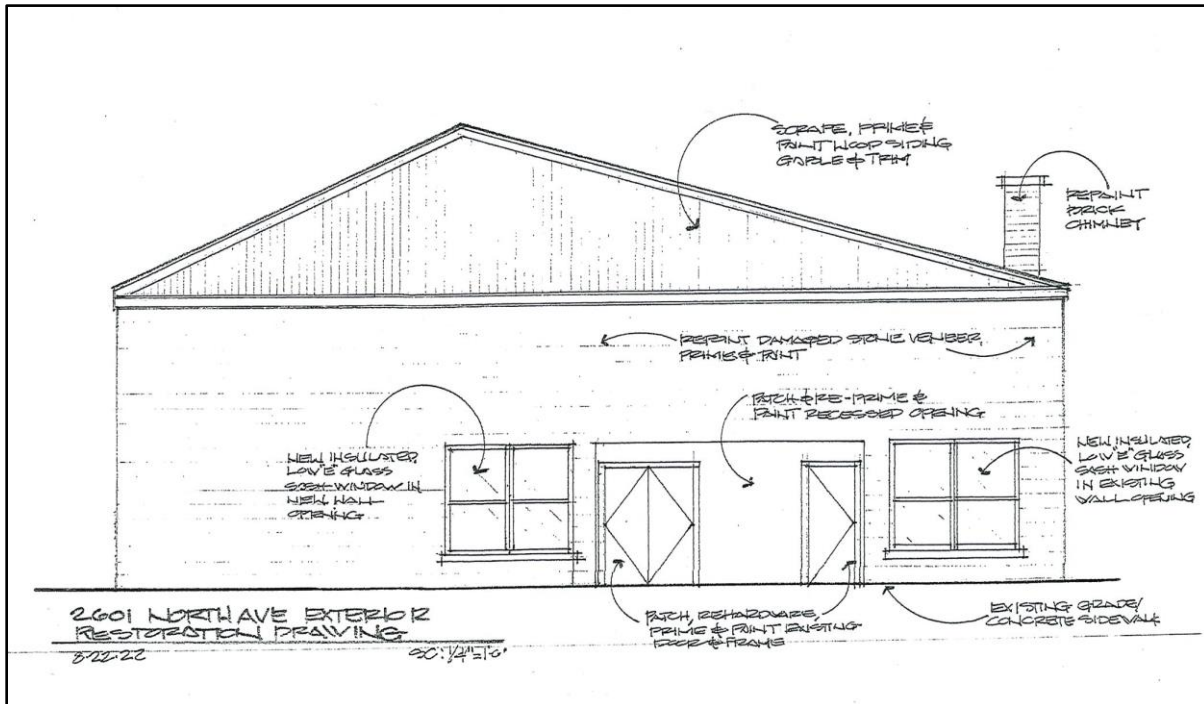 SCRAPE, PRIME &
PAINT WOOD SIDING
GABLE & TRIM
REPAINT
BRICK
CHIMNEY
REPAINT DAMAGED STONE VENEER,
PRIME & PAINT
PATCH & RE-PRIME &
PAINT RECESSED OPENING
NEW INSULATED,
LOW "E" GLASS
SASH WINDOW IN
NEW WALL
OPENING
NEW INSULATED,
LOW "E" GLASS
SASH WINDOW
IN EXISTING
WALL OPENING
PATCH, REHARDWARE,
PRIME & PAINT EXISTING
DOOR & FRAME
EXISTING GRADE/
CONCRETE SIDEWALK
2601 NORTH AVE EXTERIOR
RESTORATION DRAWING
8-22-22
SC: 1/4"=1'.0"